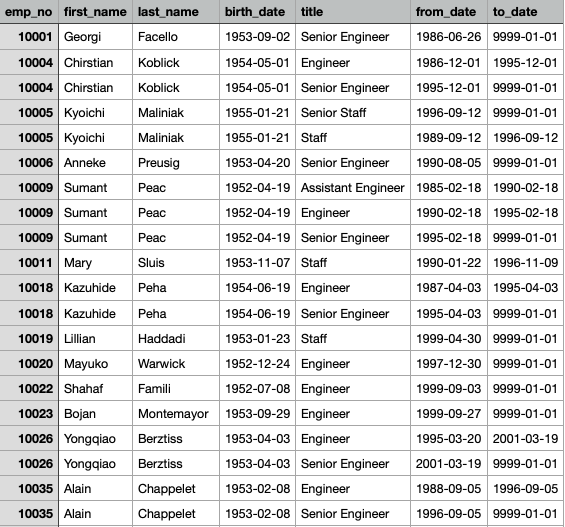 emp_no first_name last_name birth_date title from_date to_date
10001 Georgi Facello 1953-09-02 Senior Engineer 1986-06-26 9999-01-01
10004 Chirstian Koblick 1954-05-01 Engineer 1986-12-01 1995-12-01
10004 Chirstian Koblick 1954-05-01 Senior Engineer 1995-12-01 9999-01-01
10005 Kyoichi Maliniak 1955-01-21 Senior Staff 1996-09-12 9999-01-01
10005 Kyoichi Maliniak 1955-01-21 Staff 1989-09-12 1996-09-12
10006 Anneke Preusig 1953-04-20 Senior Engineer 1990-08-05 9999-01-01
10009 Sumant Peac 1952-04-19 Assistant Engineer 1985-02-18 1990-02-18
10009 Sumant Peac 1952-04-19 Engineer 1990-02-18 1995-02-18
10009 Sumant Peac 1952-04-19 Senior Engineer 1995-02-18 9999-01-01
10011 Mary Sluis 1953-11-07 Staff 1990-01-22 1996-11-09
10018 Kazuhide Peha 1954-06-19 Engineer 1987-04-03 1995-04-03
10018 Kazuhide Peha 1954-06-19 Senior Engineer 1995-04-03 9999-01-01
10019 Lillian Haddadi 1953-01-23 Staff 1999-04-30 9999-01-01
10020 Mayuko Warwick 1952-12-24 Engineer 1997-12-30 9999-01-01
10022 Shahaf Famili 1952-07-08 Engineer 1999-09-03 9999-01-01
10023 Bojan Montemayor 1953-09-29 Engineer 1999-09-27 9999-01-01
10026 Yongqiao Berztiss 1953-04-03 Engineer 1995-03-20 2001-03-19
10026 Yongqiao Berztiss 1953-04-03 Senior Engineer 2001-03-19 9999-01-01
10035 Alain Chappelet 1953-02-08 Engineer 1988-09-05 1996-09-05
10035 Alain Chappelet 1953-02-08 Senior Engineer 1996-09-05 9999-01-01